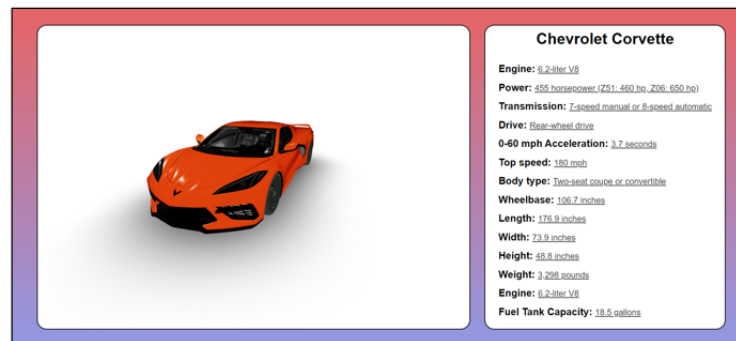 Chevrolet Corvette
Engine: 6.2-liter V8
Power: 455 horsepower (Z51: 460 hp, Z06: 650 hp)
Transmission: 7-speed manual or 8-speed automatic
Drive: Rear-wheel drive
0-60 mph Acceleration: 3.7 seconds
Top speed: 180 mph
Body type: Two-seat coupe or convertible
Wheelbase: 106.7 inches
Length: 176.9 inches
Width: 73.9 inches
Height: 48.8 inches
Weight: 3,298 pounds
Engine: 6.2-liter V8
Fuel Tank Capacity: 18.5 gallons